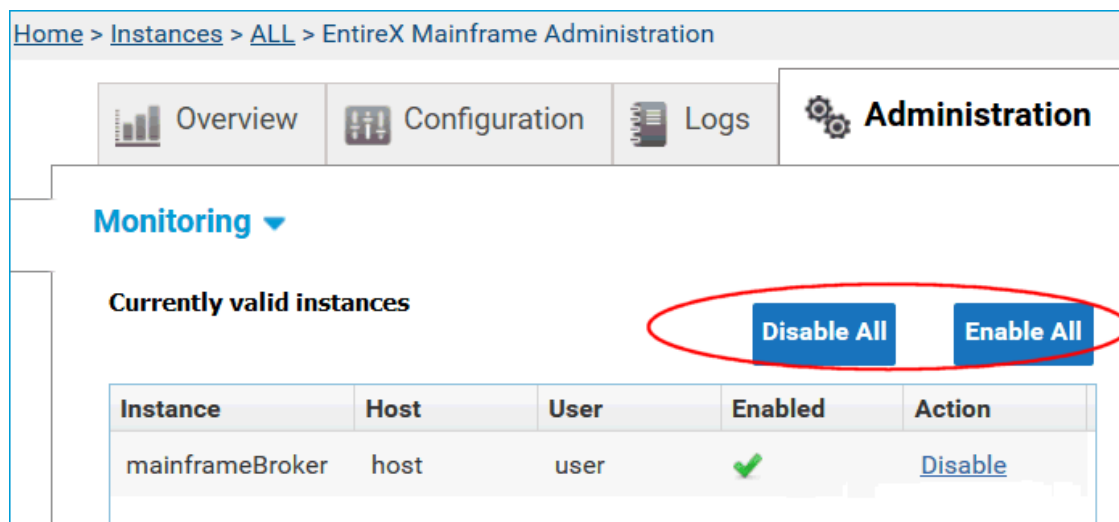 Home > Instances > ALL > EntireX Mainframe Administration
Overview Configuration Logs Administration
Monitoring
Currently valid instances
Disable All Enable All
Instance Host User Enabled Action
mainframeBroker host user Disable